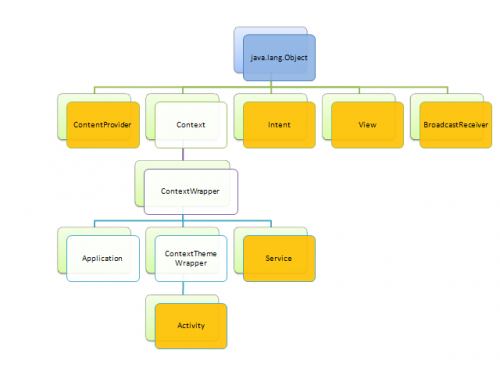 java.lang.Object
ContentProvider
Context
Intent
View
BroadcastReceiver
ContextWrapper
Application
ContextTheme
Wrapper
Service
Activity